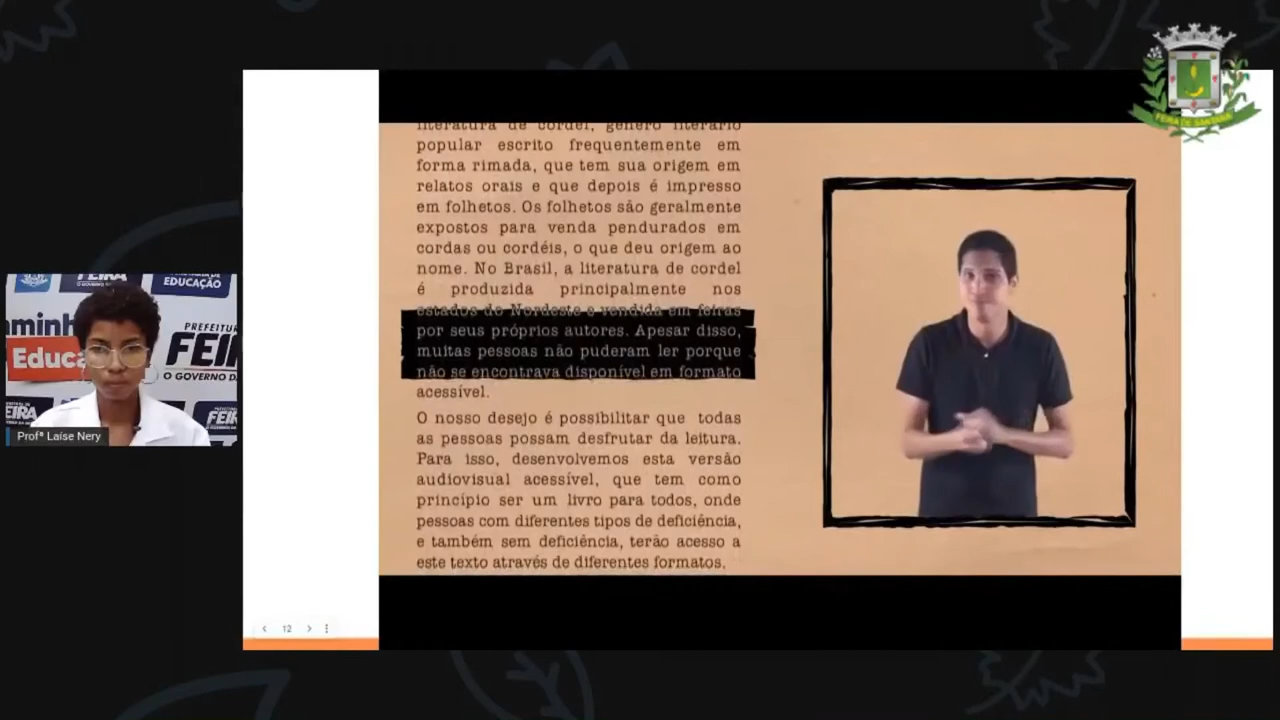 FEIRA DE SANTANA
literatura de cordel, gênero literário
popular escrito frequentemente em
forma rimada, que tem sua origem em
relatos orais e que depois é impresso
em folhetos. Os folhetos são geralmente
expostos para venda pendurados em
cordas ou cordéis, o que deu origem ao
nome. No Brasil, a literatura de cordel
é produzida principalmente nos
estados do Nordeste e vendida em feiras
por seus próprios autores. Apesar disso,
muitas pessoas não puderam ler porque
não se encontrava disponível em formato
acessível.
O nosso desejo é possibilitar que todas
as pessoas possam desfrutar da leitura.
Para isso, desenvolvemos esta versão
audiovisual acessível, que tem como
princípio ser um livro para todos, onde
pessoas com diferentes tipos de deficiência,
e também sem deficiência, terão acesso a
este texto através de diferentes formatos.
FEIRA
EDUCAÇÃO
aminh
Educa
PREFEITUR
FEIR
O GOVERNO DA
EIRA
FEIR
Profª Laíse Nery
12